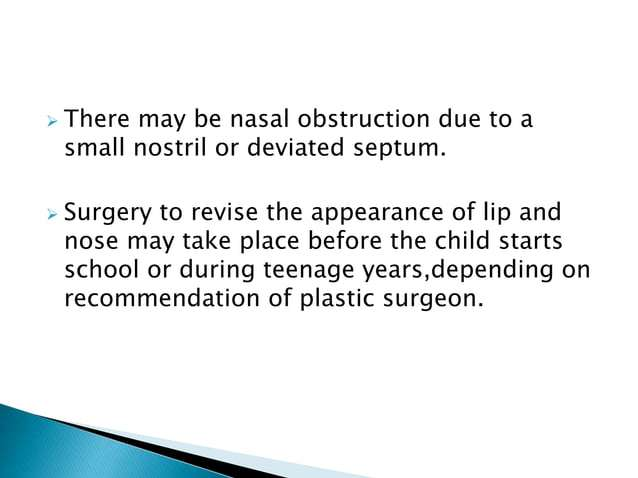 There may be nasal obstruction due to a
small nostril or deviated septum.
Surgery to revise the appearance of lip and
nose may take place before the child starts
school or during teenage years,depending on
recommendation of plastic surgeon.